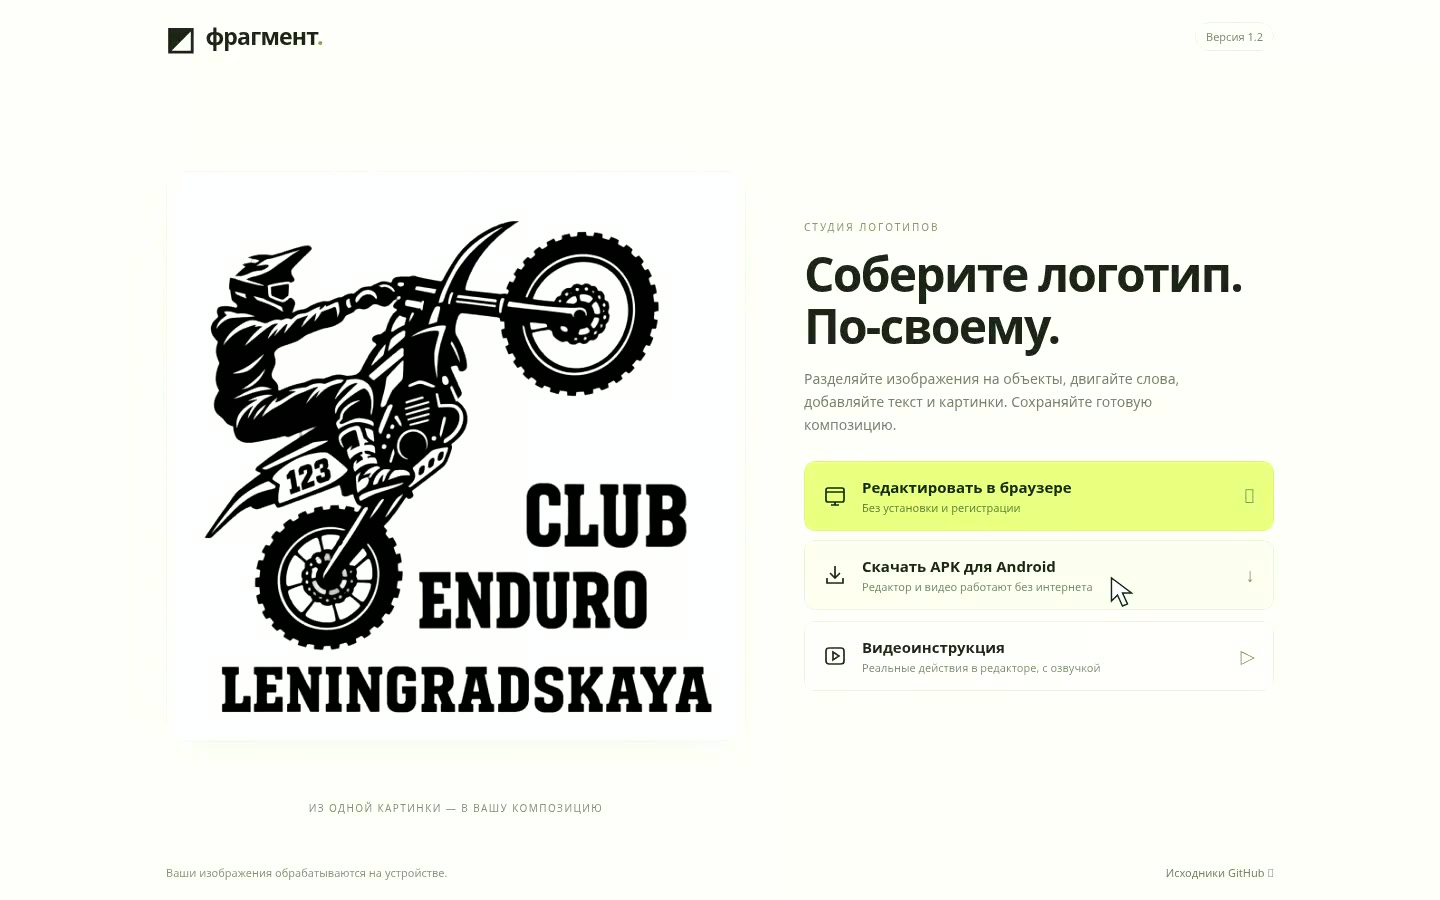 фрагмент.
Версия 1.2
123
CLUB
ENDURO
LENINGRADSKAYA
ИЗ ОДНОЙ КАРТИНКИ — В ВАШУ КОМПОЗИЦИЮ
СТУДИЯ ЛОГОТИПОВ
Соберите логотип.
По-своему.
Разделяйте изображения на объекты, двигайте слова,
добавляйте текст и картинки. Сохраняйте готовую
композицию.
Редактировать в браузере
Без установки и регистрации
Скачать APK для Android
Редактор и видео работают без интернета
Видеоинструкция
Реальные действия в редакторе, с озвучкой
Ваши изображения обрабатываются на устройстве.
Исходники GitHub